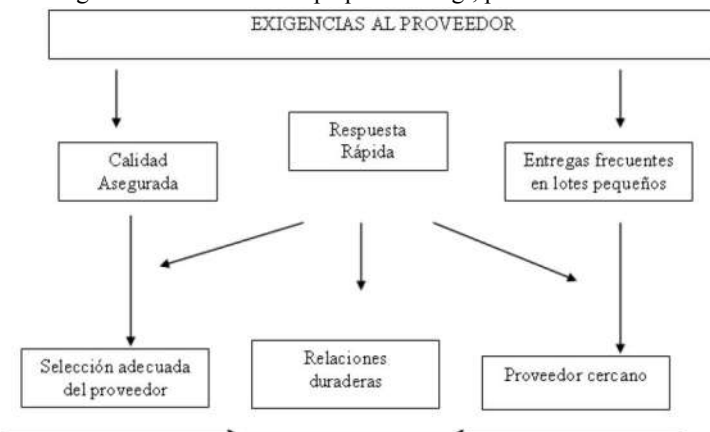 EXIGENCIAS AL PROVEEDOR
Respuesta
Rápida
Calidad
Asegurada
Entregas frecuentes
en lotes pequeños
Selección adecuada
del proveedor
Relaciones
duraderas
Proveedor cercano